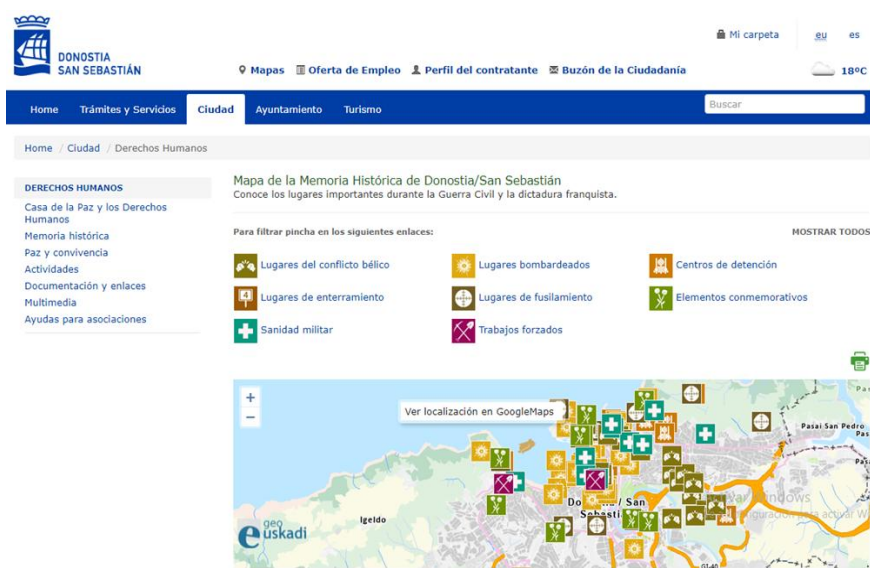 DONOSTIA
SAN SEBASTIÁN
Mi carpeta eu es
Mapas Oferta de Empleo Perfil del contratante Buzón de la Ciudadanía 18ºC
Home Trámites y Servicios Ciudad Ayuntamiento Turismo Buscar
Home / Ciudad / Derechos Humanos
DERECHOS HUMANOS
Casa de la Paz y los Derechos
Humanos
Memoria histórica
Paz y convivencia
Actividades
Documentación y enlaces
Multimedia
Ayudas para asociaciones
Mapa de la Memoria Histórica de Donostia/San Sebastián
Conoce los lugares importantes durante la Guerra Civil y la dictadura franquista.
Para filtrar pincha en los siguientes enlaces: MOSTRAR TODOS
Lugares del conflicto bélico Lugares bombardeados Centros de detención
Lugares de enterramiento Lugares de fusilamiento Elementos conmemorativos
Sanidad militar Trabajos forzados
+
−
Ver localización en GoogleMaps
Pasai San Pedro
/ San
Igeldo
geo
euskadi
GI-40